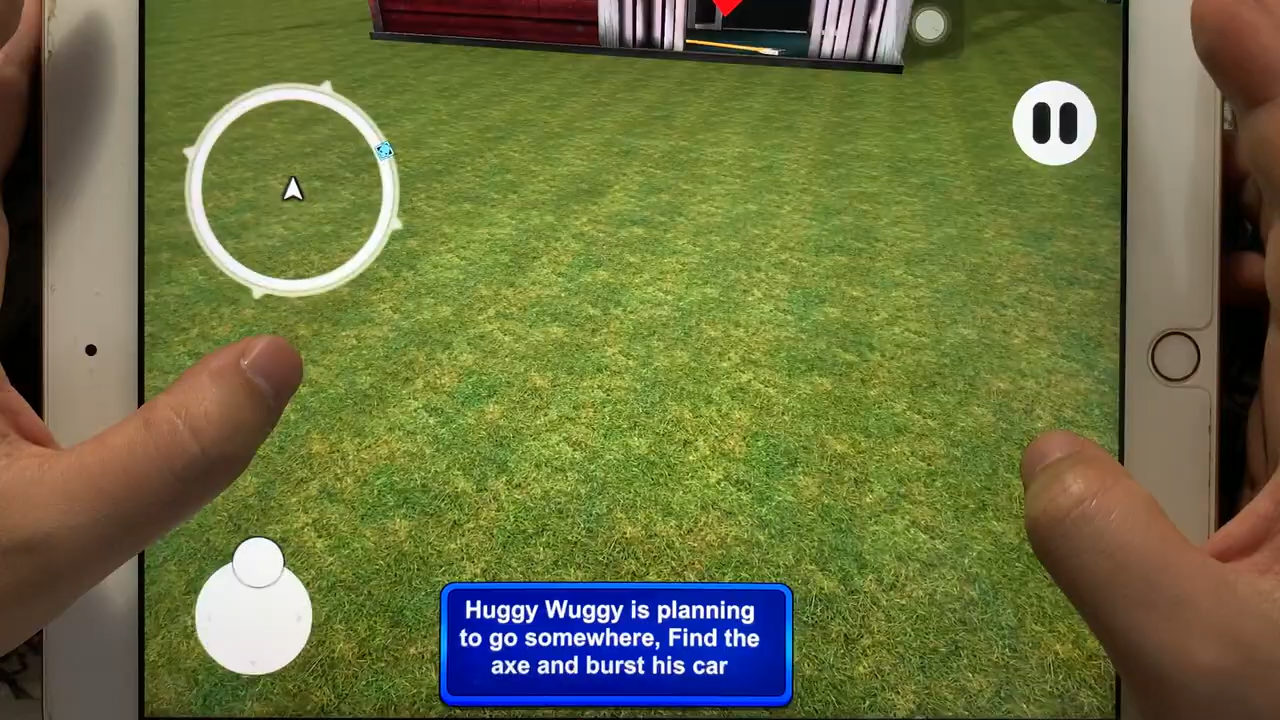 Huggy Wuggy is planning
to go somewhere, Find the
axe and burst his car